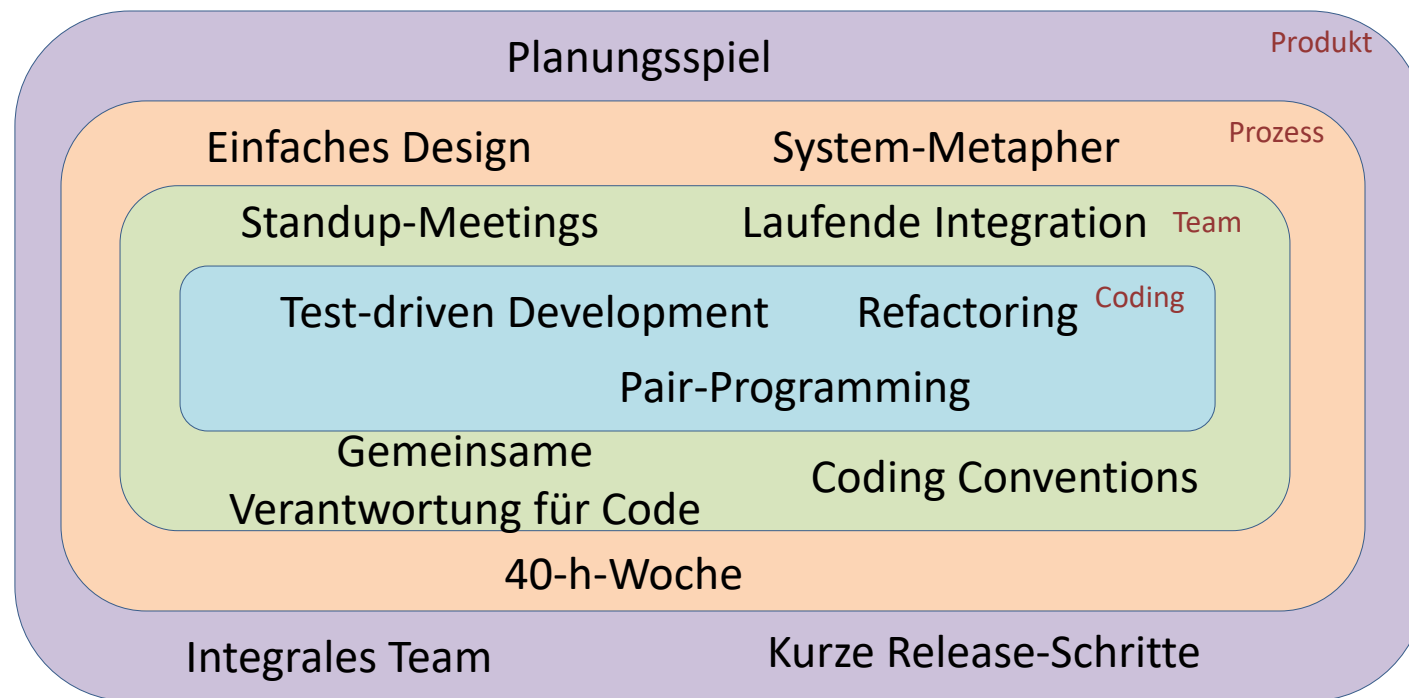 Planungsspiel
Produkt
Einfaches Design
System-Metapher
Prozess
Standup-Meetings
Laufende Integration
Team
Test-driven Development
Refactoring
Coding
Pair-Programming
Gemeinsame
Verantwortung für Code
Coding Conventions
40-h-Woche
Integrales Team
Kurze Release-Schritte